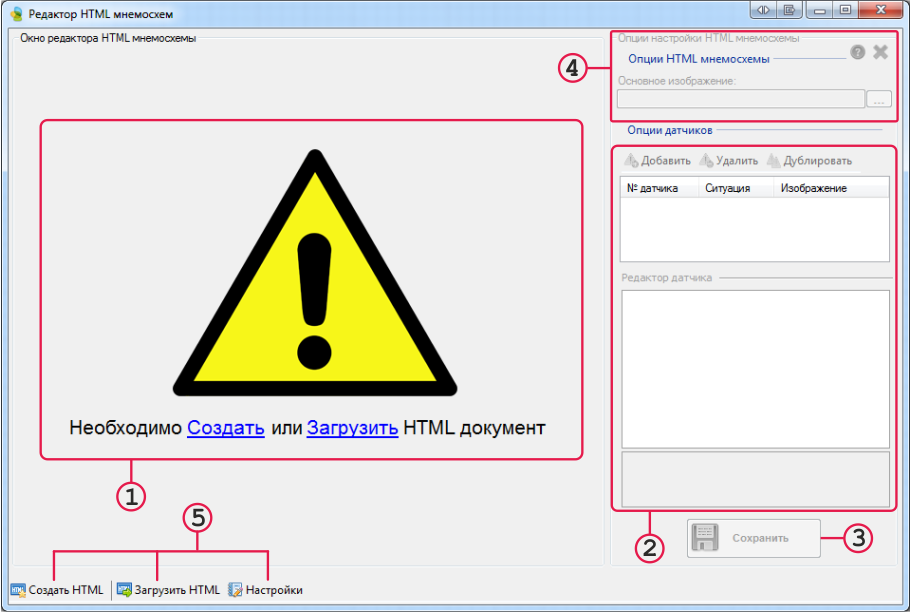 Редактор HTML мнемосхем
Окно редактора HTML мнемосхемы
Опции настройки HTML мнемосхемы
Опции HTML мнемосхемы
?
4
Основное изображение:
...
Опции датчиков
Добавить Удалить Дублировать
№ датчика Ситуация Изображение
Редактор датчика
Необходимо Создать или Загрузить HTML документ
1
5
2
Сохранить
3
Создать HTML Загрузить HTML Настройки